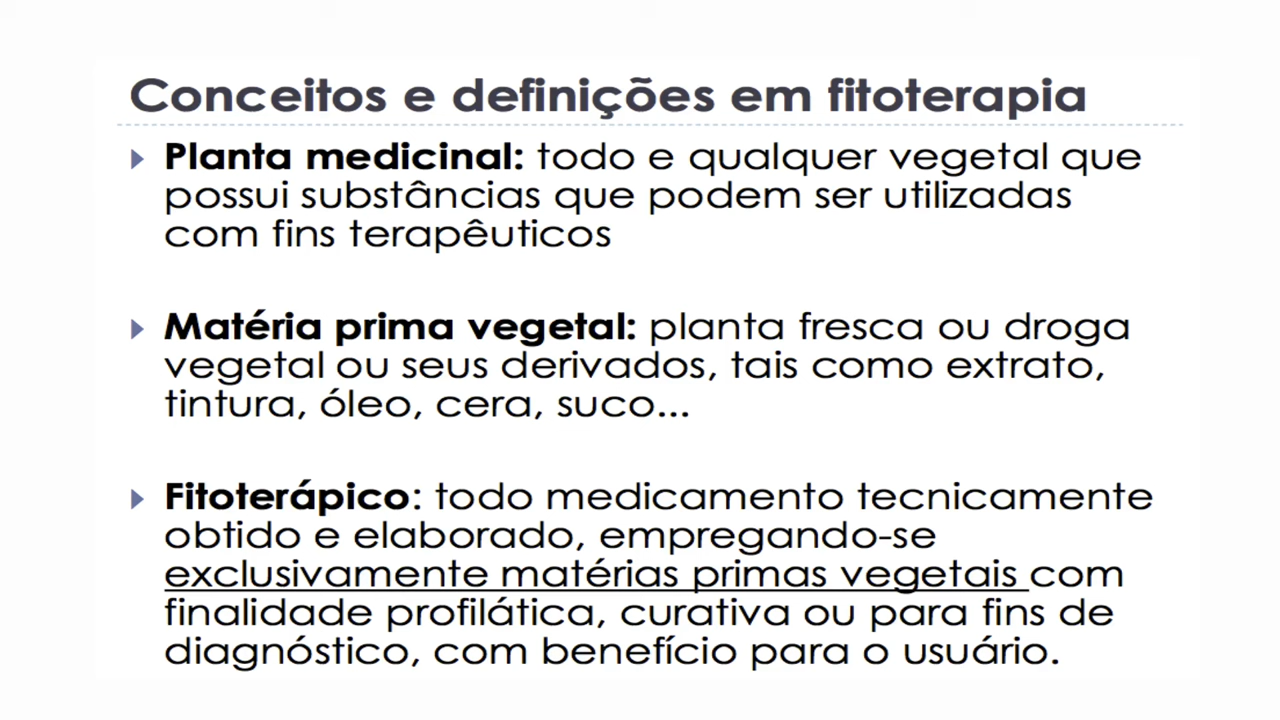 Conceitos e definições em fitoterapia
Planta medicinal: todo e qualquer vegetal que
possui substâncias que podem ser utilizadas
com fins terapêuticos
Matéria prima vegetal: planta fresca ou droga
vegetal ou seus derivados, tais como extrato,
tintura, óleo, cera, suco...
Fitoterápico: todo medicamento tecnicamente
obtido e elaborado, empregando-se
exclusivamente matérias primas vegetais com
finalidade profilática, curativa ou para fins de
diagnóstico, com benefício para o usuário.